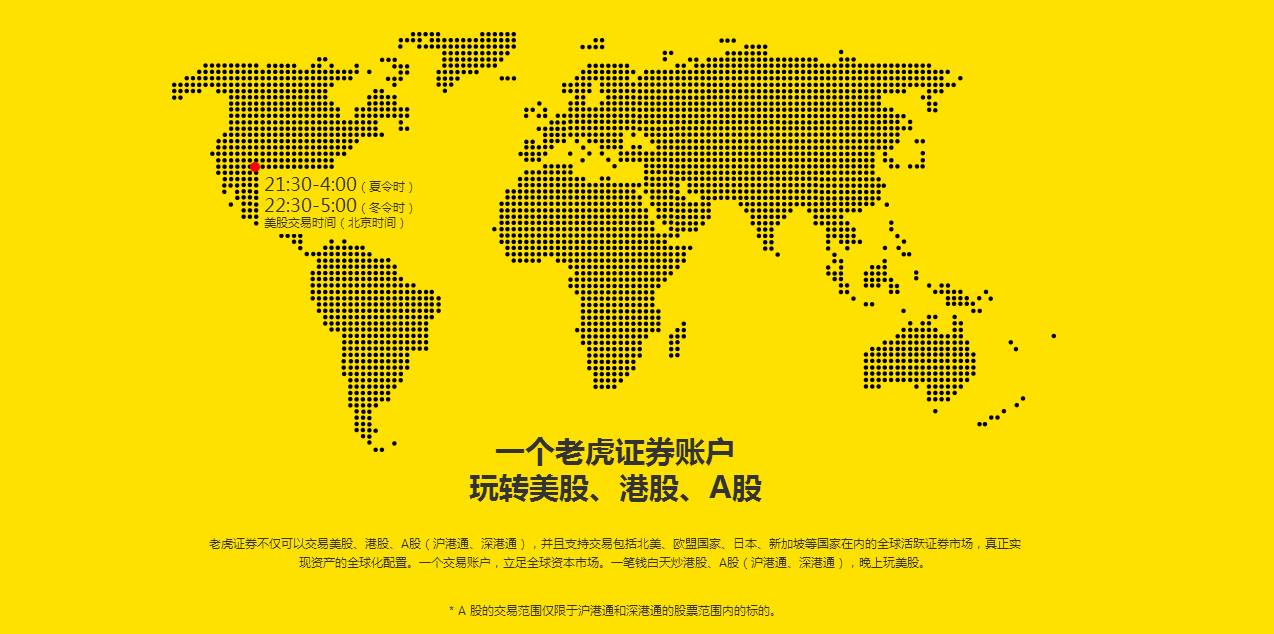 21:30-4:00（夏令时）
22:30-5:00（冬令时）
美股交易时间（北京时间）
一个老虎证券账户
玩转美股、港股、A股
老虎证券不仅可以交易美股、港股、A股（沪港通、深港通），并且支持交易包括北美、欧盟国家、日本、新加坡等国家在内的全球活跃证券市场，真正实
现资产的全球化配置。一个交易账户，立足全球资本市场。一笔钱白天炒港股、A股（沪港通、深港通），晚上玩美股。
* A 股的交易范围仅限于沪港通和深港通的股票范围内的标的。